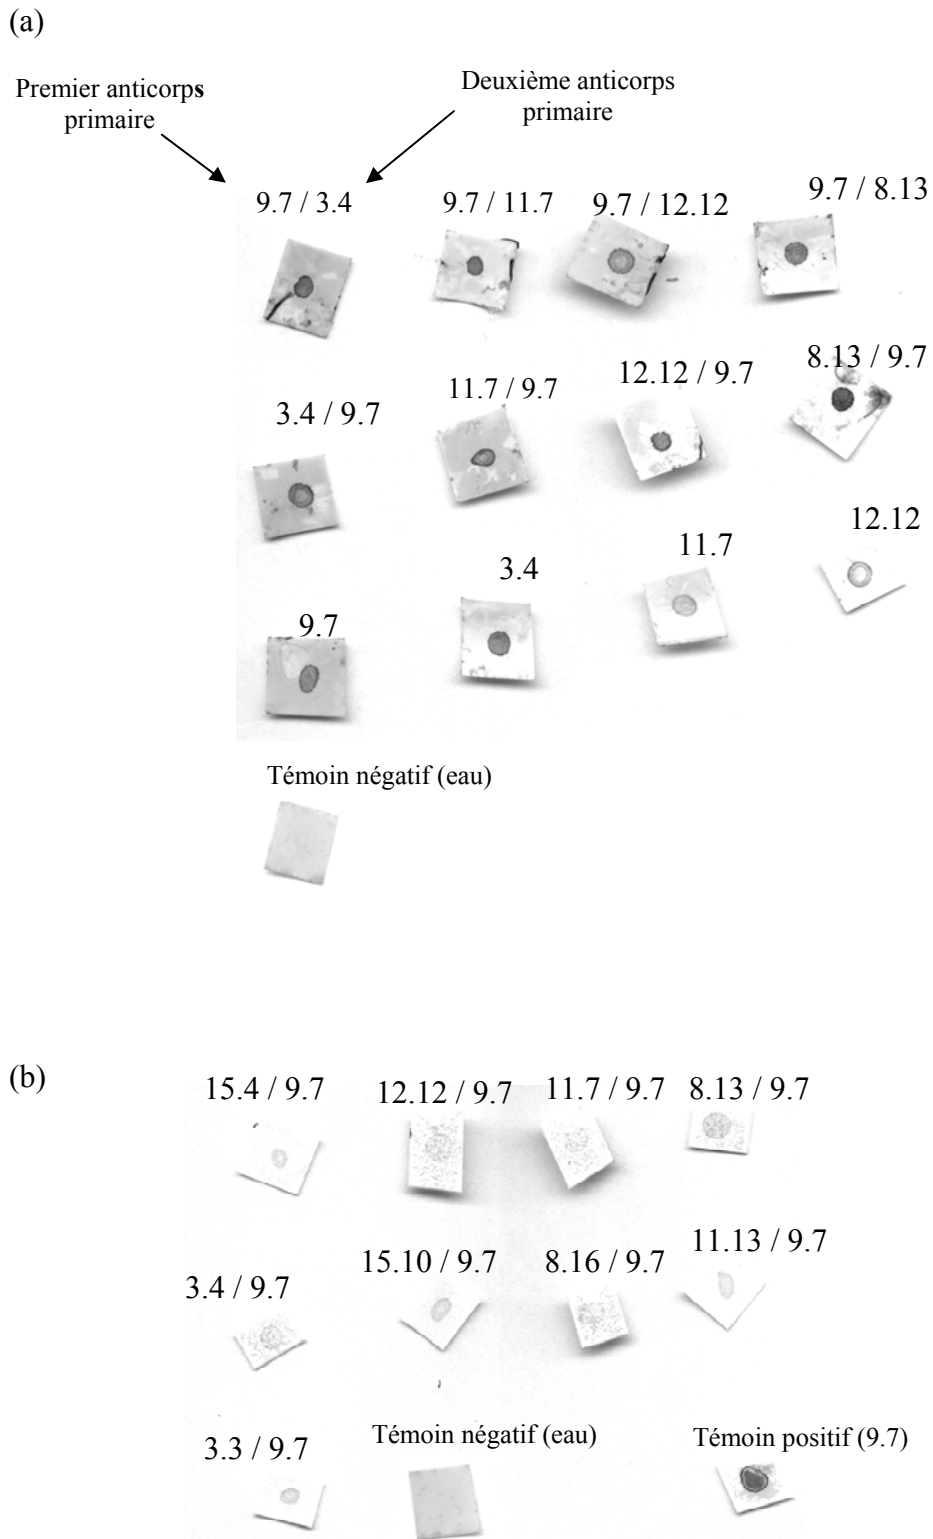 (a)
Premier anticorps
primaire
Deuxième anticorps
primaire
9.7 / 3.4
9.7 / 11.7
9.7 / 12.12
9.7 / 8.13
3.4 / 9.7
11.7 / 9.7
12.12 / 9.7
8.13 / 9.7
9.7
3.4
11.7
12.12
Témoin négatif (eau)
(b)
15.4 / 9.7
12.12 / 9.7
11.7 / 9.7
8.13 / 9.7
3.4 / 9.7
15.10 / 9.7
8.16 / 9.7
11.13 / 9.7
3.3 / 9.7
Témoin négatif (eau)
Témoin positif (9.7)